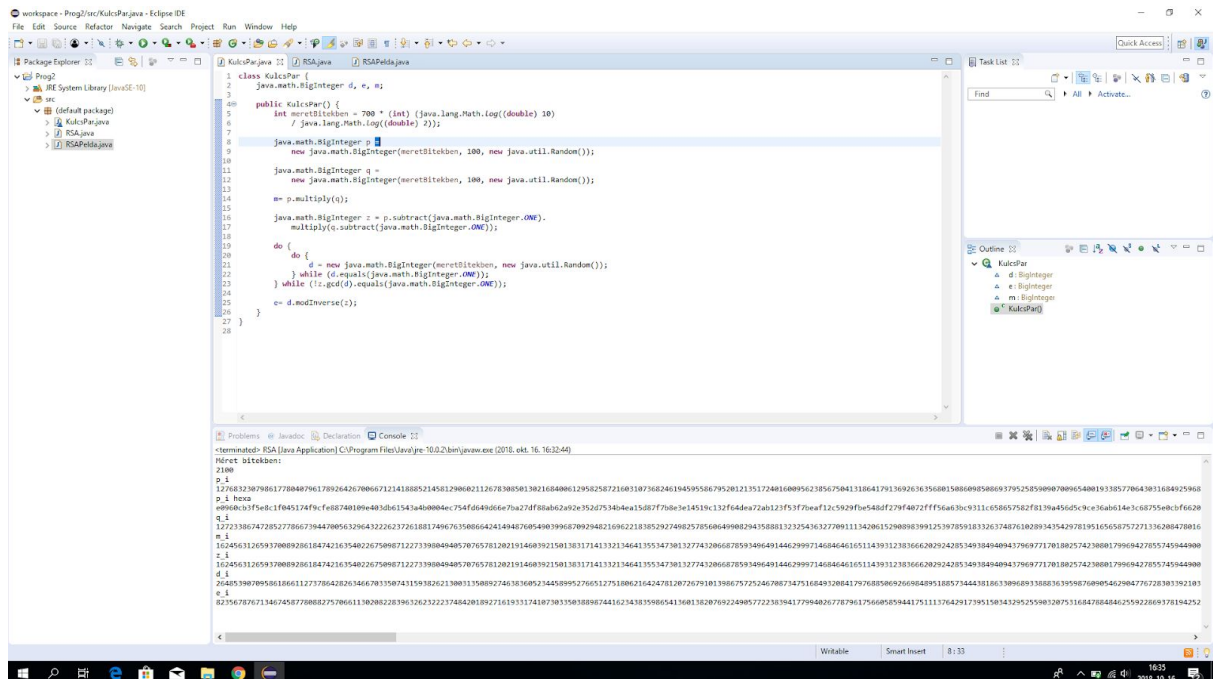 workspace - Prog2/src/KulcsPar.java - Eclipse IDE
File Edit Source Refactor Navigate Search Project Run Window Help
Quick Access
Package Explorer
Prog2
JRE System Library [JavaSE-10]
src
(default package)
KulcsPar.java
RSA.java
RSAPelda.java
KulcsPar.java RSA.java RSAPelda.java
1 class KulcsPar {
2 java.math.BigInteger d, e, m;
3
4 public KulcsPar() {
5 int meretBitekben = 700 * (int) (java.lang.Math.log((double) 10)
6 / java.lang.Math.log((double) 2));
7
8 java.math.BigInteger p =
9 new java.math.BigInteger(meretBitekben, 100, new java.util.Random());
10
11 java.math.BigInteger q =
12 new java.math.BigInteger(meretBitekben, 100, new java.util.Random());
13
14 m= p.multiply(q);
15
16 java.math.BigInteger z = p.subtract(java.math.BigInteger.ONE).
17 multiply(q.subtract(java.math.BigInteger.ONE));
18
19 do {
20 do {
21 d = new java.math.BigInteger(meretBitekben, new java.util.Random());
22 } while (d.equals(java.math.BigInteger.ONE));
23 } while (!z.gcd(d).equals(java.math.BigInteger.ONE));
24
25 e= d.modInverse(z);
26 }
27 }
28
Task List
Find All Activate...
Outline
KulcsPar
d : BigInteger
e : BigInteger
m : BigInteger
KulcsPar()
Problems Javadoc Declaration Console
<terminated> RSA [Java Application] C:\Program Files\Java\jre-10.0.2\bin\javaw.exe (2018. okt. 16. 16:32:44)
Méret bitekben:
2100
p_i
p_i hexa
q_i
m_i
z_i
d_i
e_i
Writable Smart Insert 8 : 33
1635
2018. 10. 16.